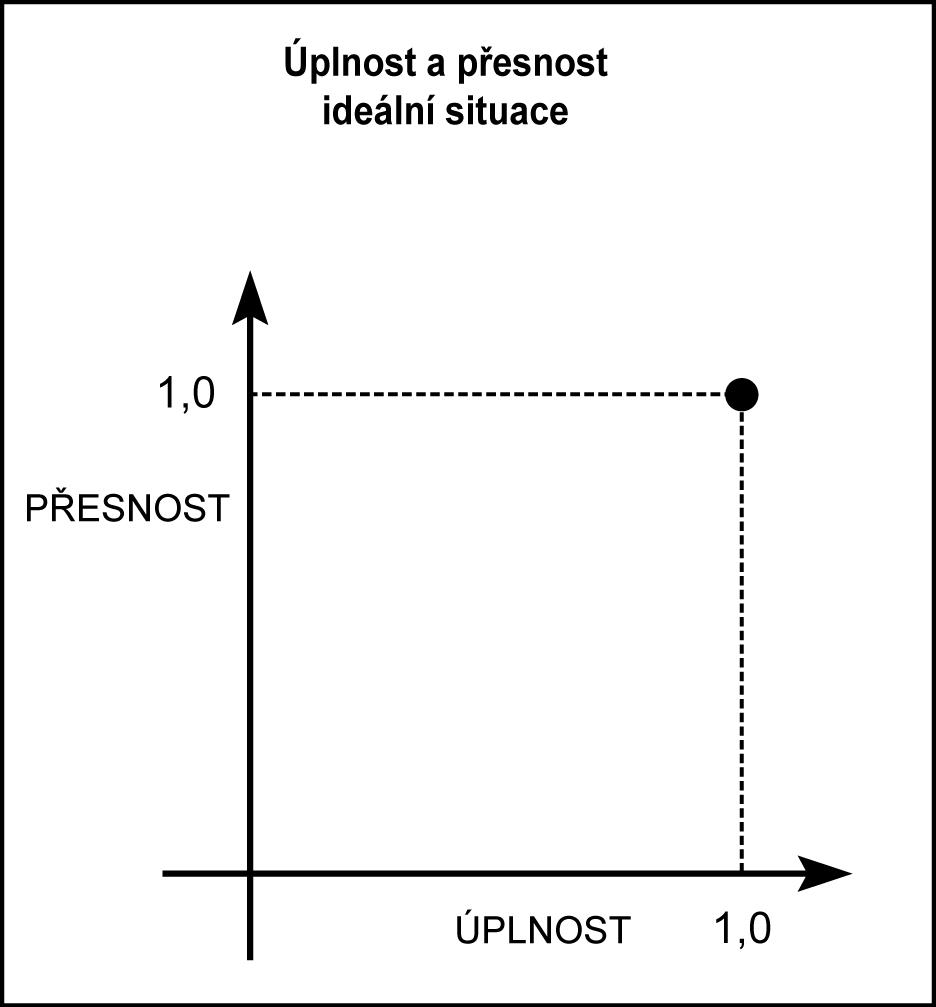 Úplnost a přesnost
ideální situace
1,0
PŘESNOST
ÚPLNOST
1,0